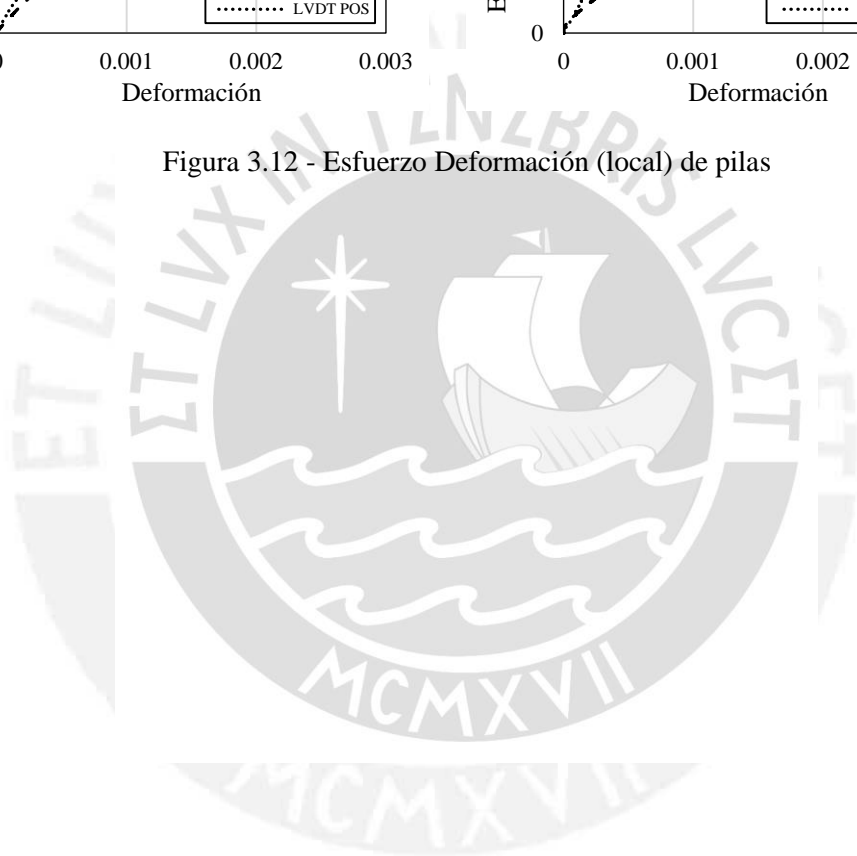 LVDT POS
0
0.001
0.002
0.003
0
0.001
0.002
Deformación
Deformación
Figura 3.12 - Esfuerzo Deformación (local) de pilas
ET LVX IN TENEBRIS LVCET
MCMXVII
MCMXVII